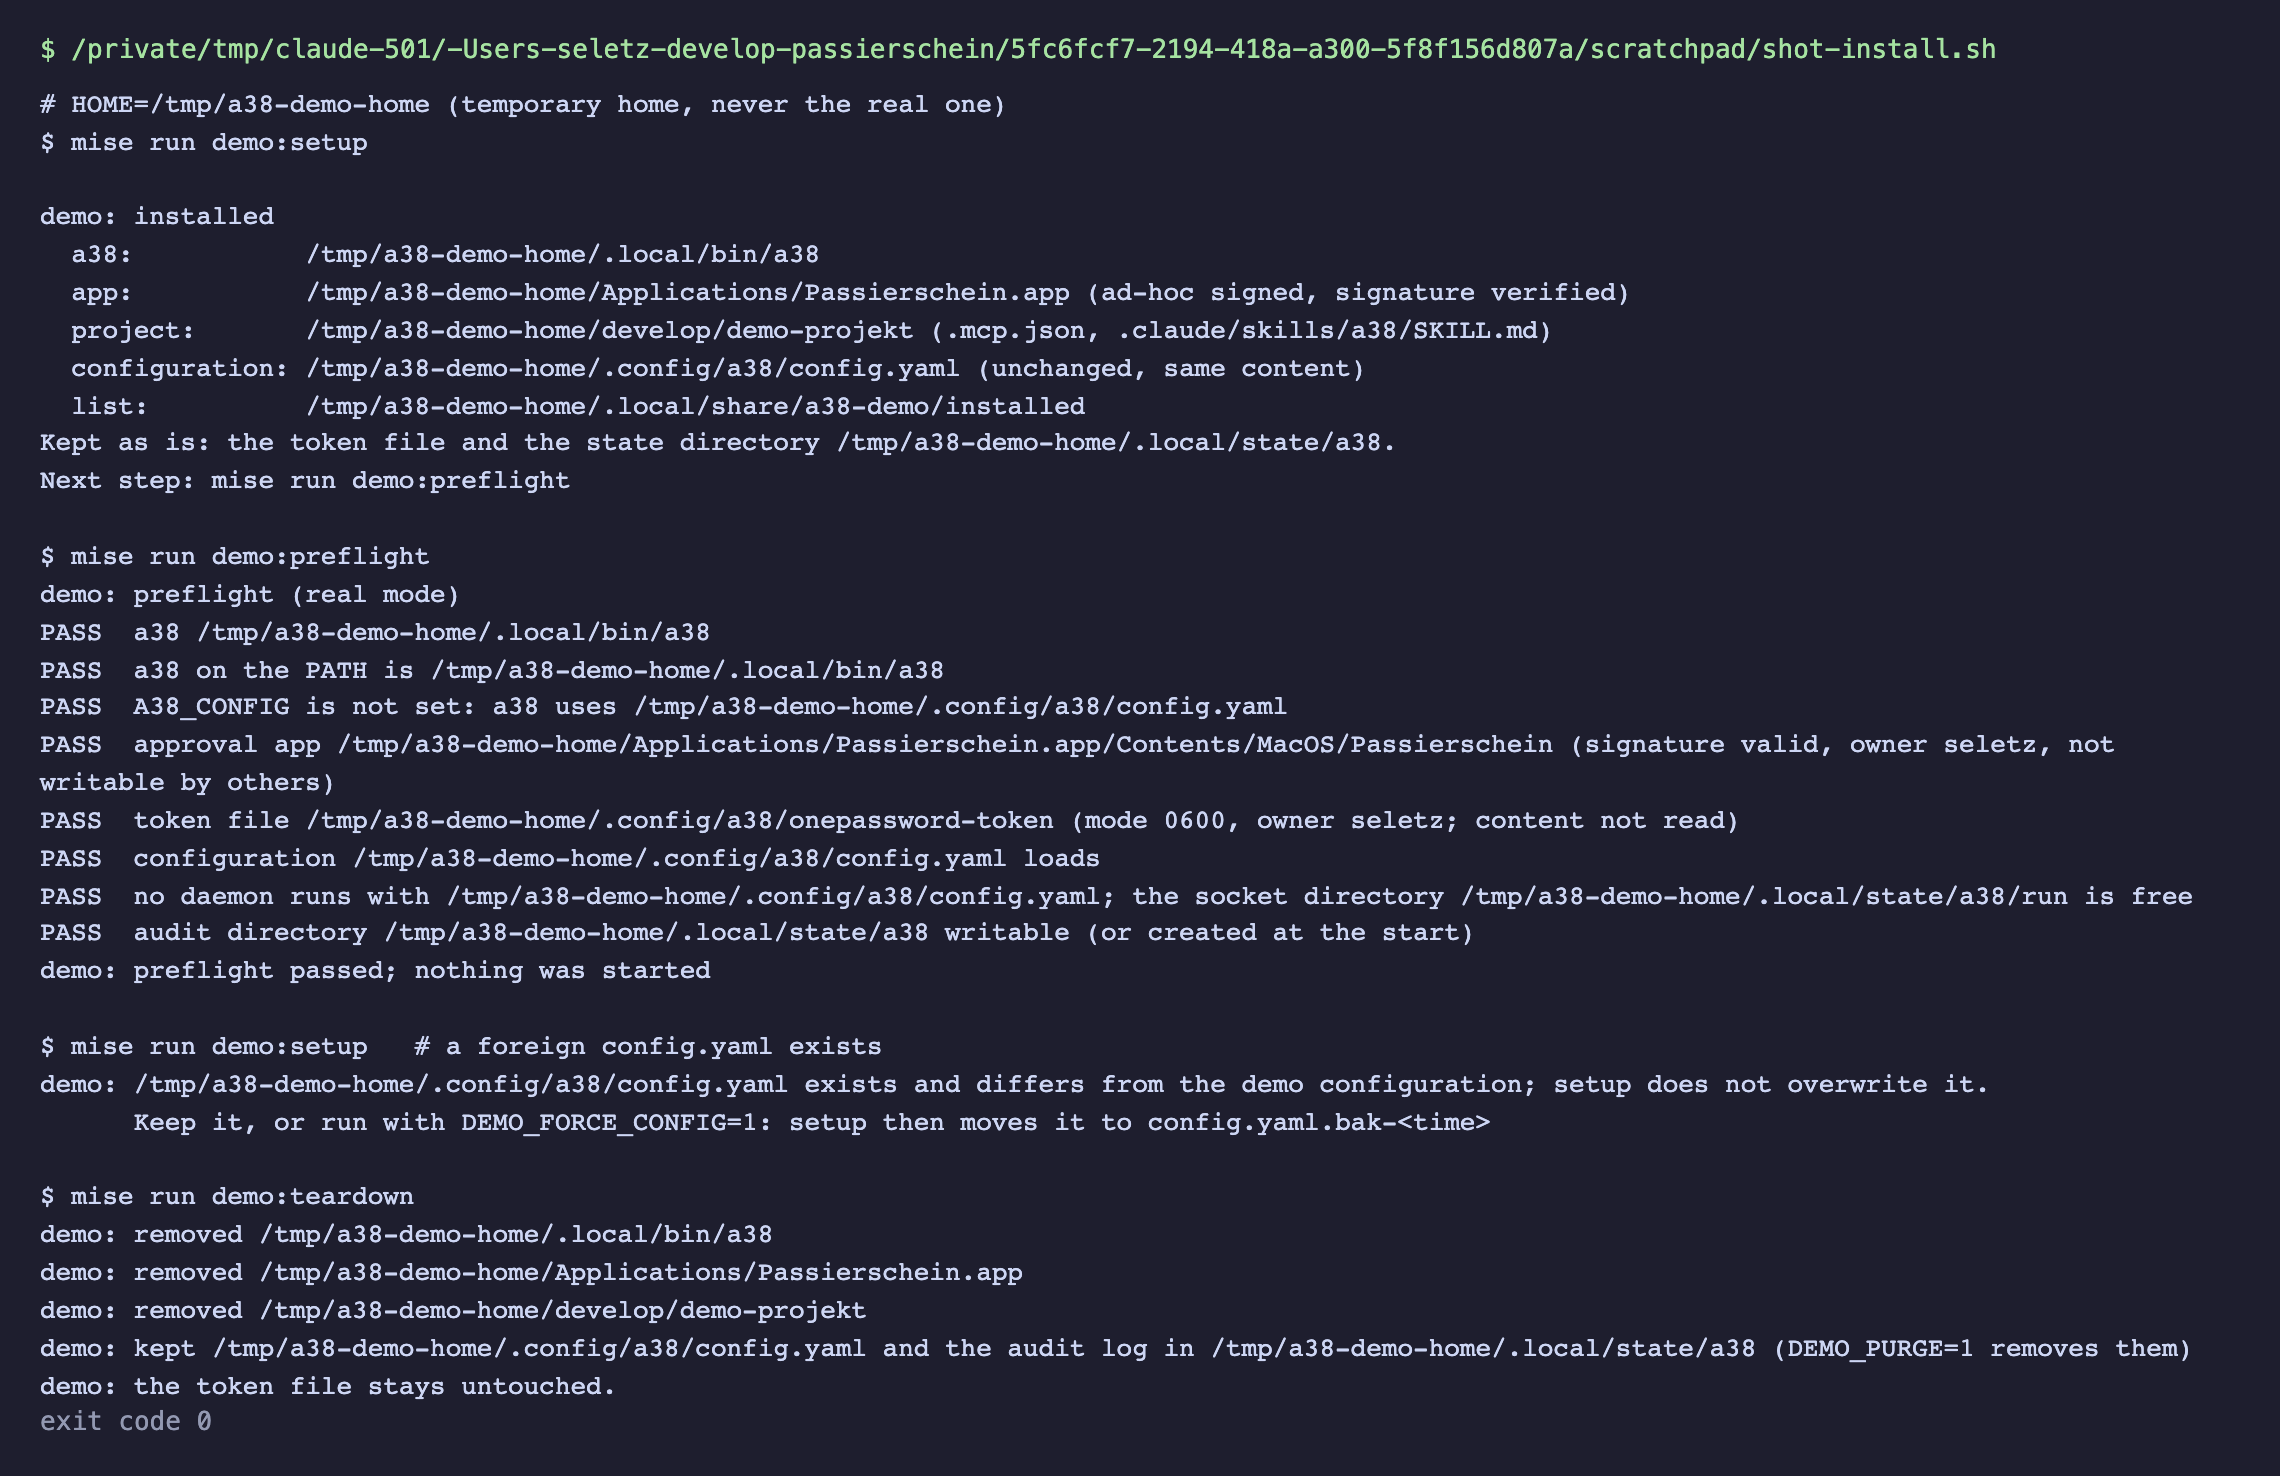 $ /private/tmp/claude-501/-Users-seletz-develop-passierschein/5fc6fcf7-2194-418a-a300-5f8f156d807a/scratchpad/shot-install.sh
# HOME=/tmp/a38-demo-home (temporary home, never the real one)
$ mise run demo:setup

demo: installed
  a38:           /tmp/a38-demo-home/.local/bin/a38
  app:           /tmp/a38-demo-home/Applications/Passierschein.app (ad-hoc signed, signature verified)
  project:       /tmp/a38-demo-home/develop/demo-projekt (.mcp.json, .claude/skills/a38/SKILL.md)
  configuration: /tmp/a38-demo-home/.config/a38/config.yaml (unchanged, same content)
  list:          /tmp/a38-demo-home/.local/share/a38-demo/installed
Kept as is: the token file and the state directory /tmp/a38-demo-home/.local/state/a38.
Next step: mise run demo:preflight

$ mise run demo:preflight
demo: preflight (real mode)
PASS  a38 /tmp/a38-demo-home/.local/bin/a38
PASS  a38 on the PATH is /tmp/a38-demo-home/.local/bin/a38
PASS  A38_CONFIG is not set: a38 uses /tmp/a38-demo-home/.config/a38/config.yaml
PASS  approval app /tmp/a38-demo-home/Applications/Passierschein.app/Contents/MacOS/Passierschein (signature valid, owner seletz, not
writable by others)
PASS  token file /tmp/a38-demo-home/.config/a38/onepassword-token (mode 0600, owner seletz; content not read)
PASS  configuration /tmp/a38-demo-home/.config/a38/config.yaml loads
PASS  no daemon runs with /tmp/a38-demo-home/.config/a38/config.yaml; the socket directory /tmp/a38-demo-home/.local/state/a38/run is free
PASS  audit directory /tmp/a38-demo-home/.local/state/a38 writable (or created at the start)
demo: preflight passed; nothing was started

$ mise run demo:setup   # a foreign config.yaml exists
demo: /tmp/a38-demo-home/.config/a38/config.yaml exists and differs from the demo configuration; setup does not overwrite it.
      Keep it, or run with DEMO_FORCE_CONFIG=1: setup then moves it to config.yaml.bak-<time>

$ mise run demo:teardown
demo: removed /tmp/a38-demo-home/.local/bin/a38
demo: removed /tmp/a38-demo-home/Applications/Passierschein.app
demo: removed /tmp/a38-demo-home/develop/demo-projekt
demo: kept /tmp/a38-demo-home/.config/a38/config.yaml and the audit log in /tmp/a38-demo-home/.local/state/a38 (DEMO_PURGE=1 removes them)
demo: the token file stays untouched.
exit code 0